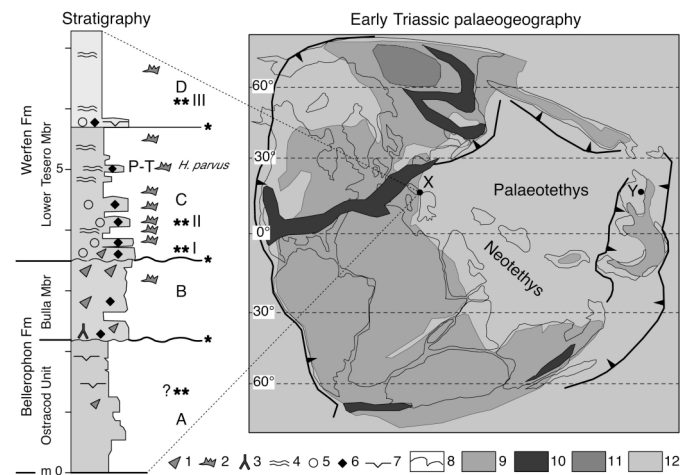 Stratigraphy
Early Triassic palaeogeography
Werfen Fm
Lower Tesero Mbr
Bulla Mbr
Bellerophon Fm
Ostracod Unit
5
m 0
D
** III
*
P-T
H. parvus
C
** II
** I
*
B
*
? **
A
60°
30°
0°
30°
60°
X
Y
Palaeotethys
Neotethys
1 2 3 4 5 6 7 8 9 10 11 12